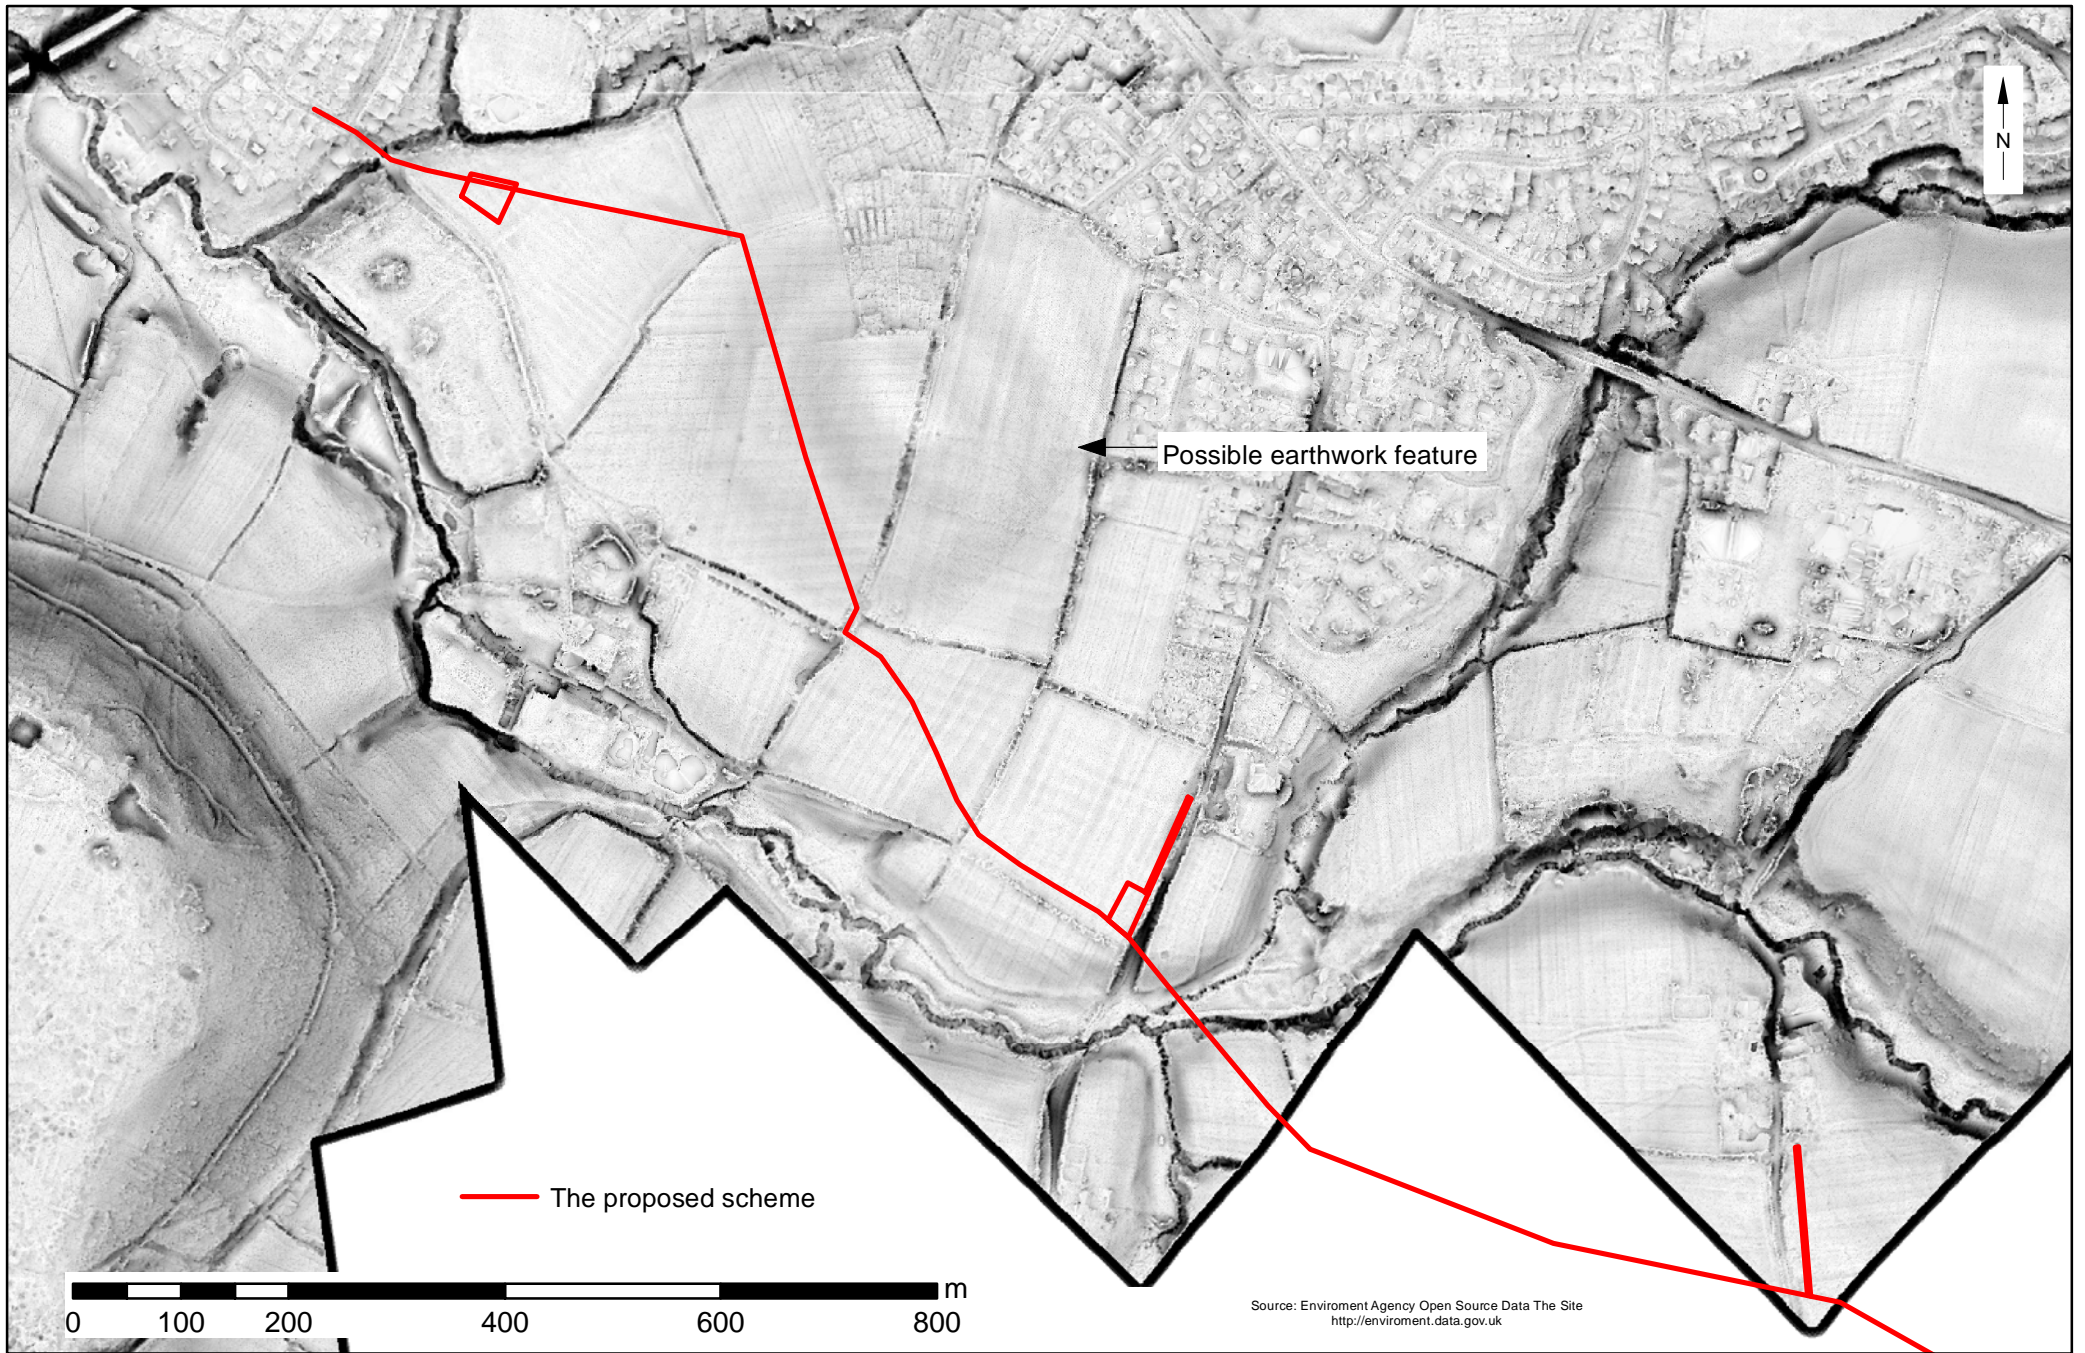 N
Possible earthwork feature
The proposed scheme
m
0 100 200 400 600 800
Source: Enviroment Agency Open Source Data The Site
http://enviroment.data.gov.uk